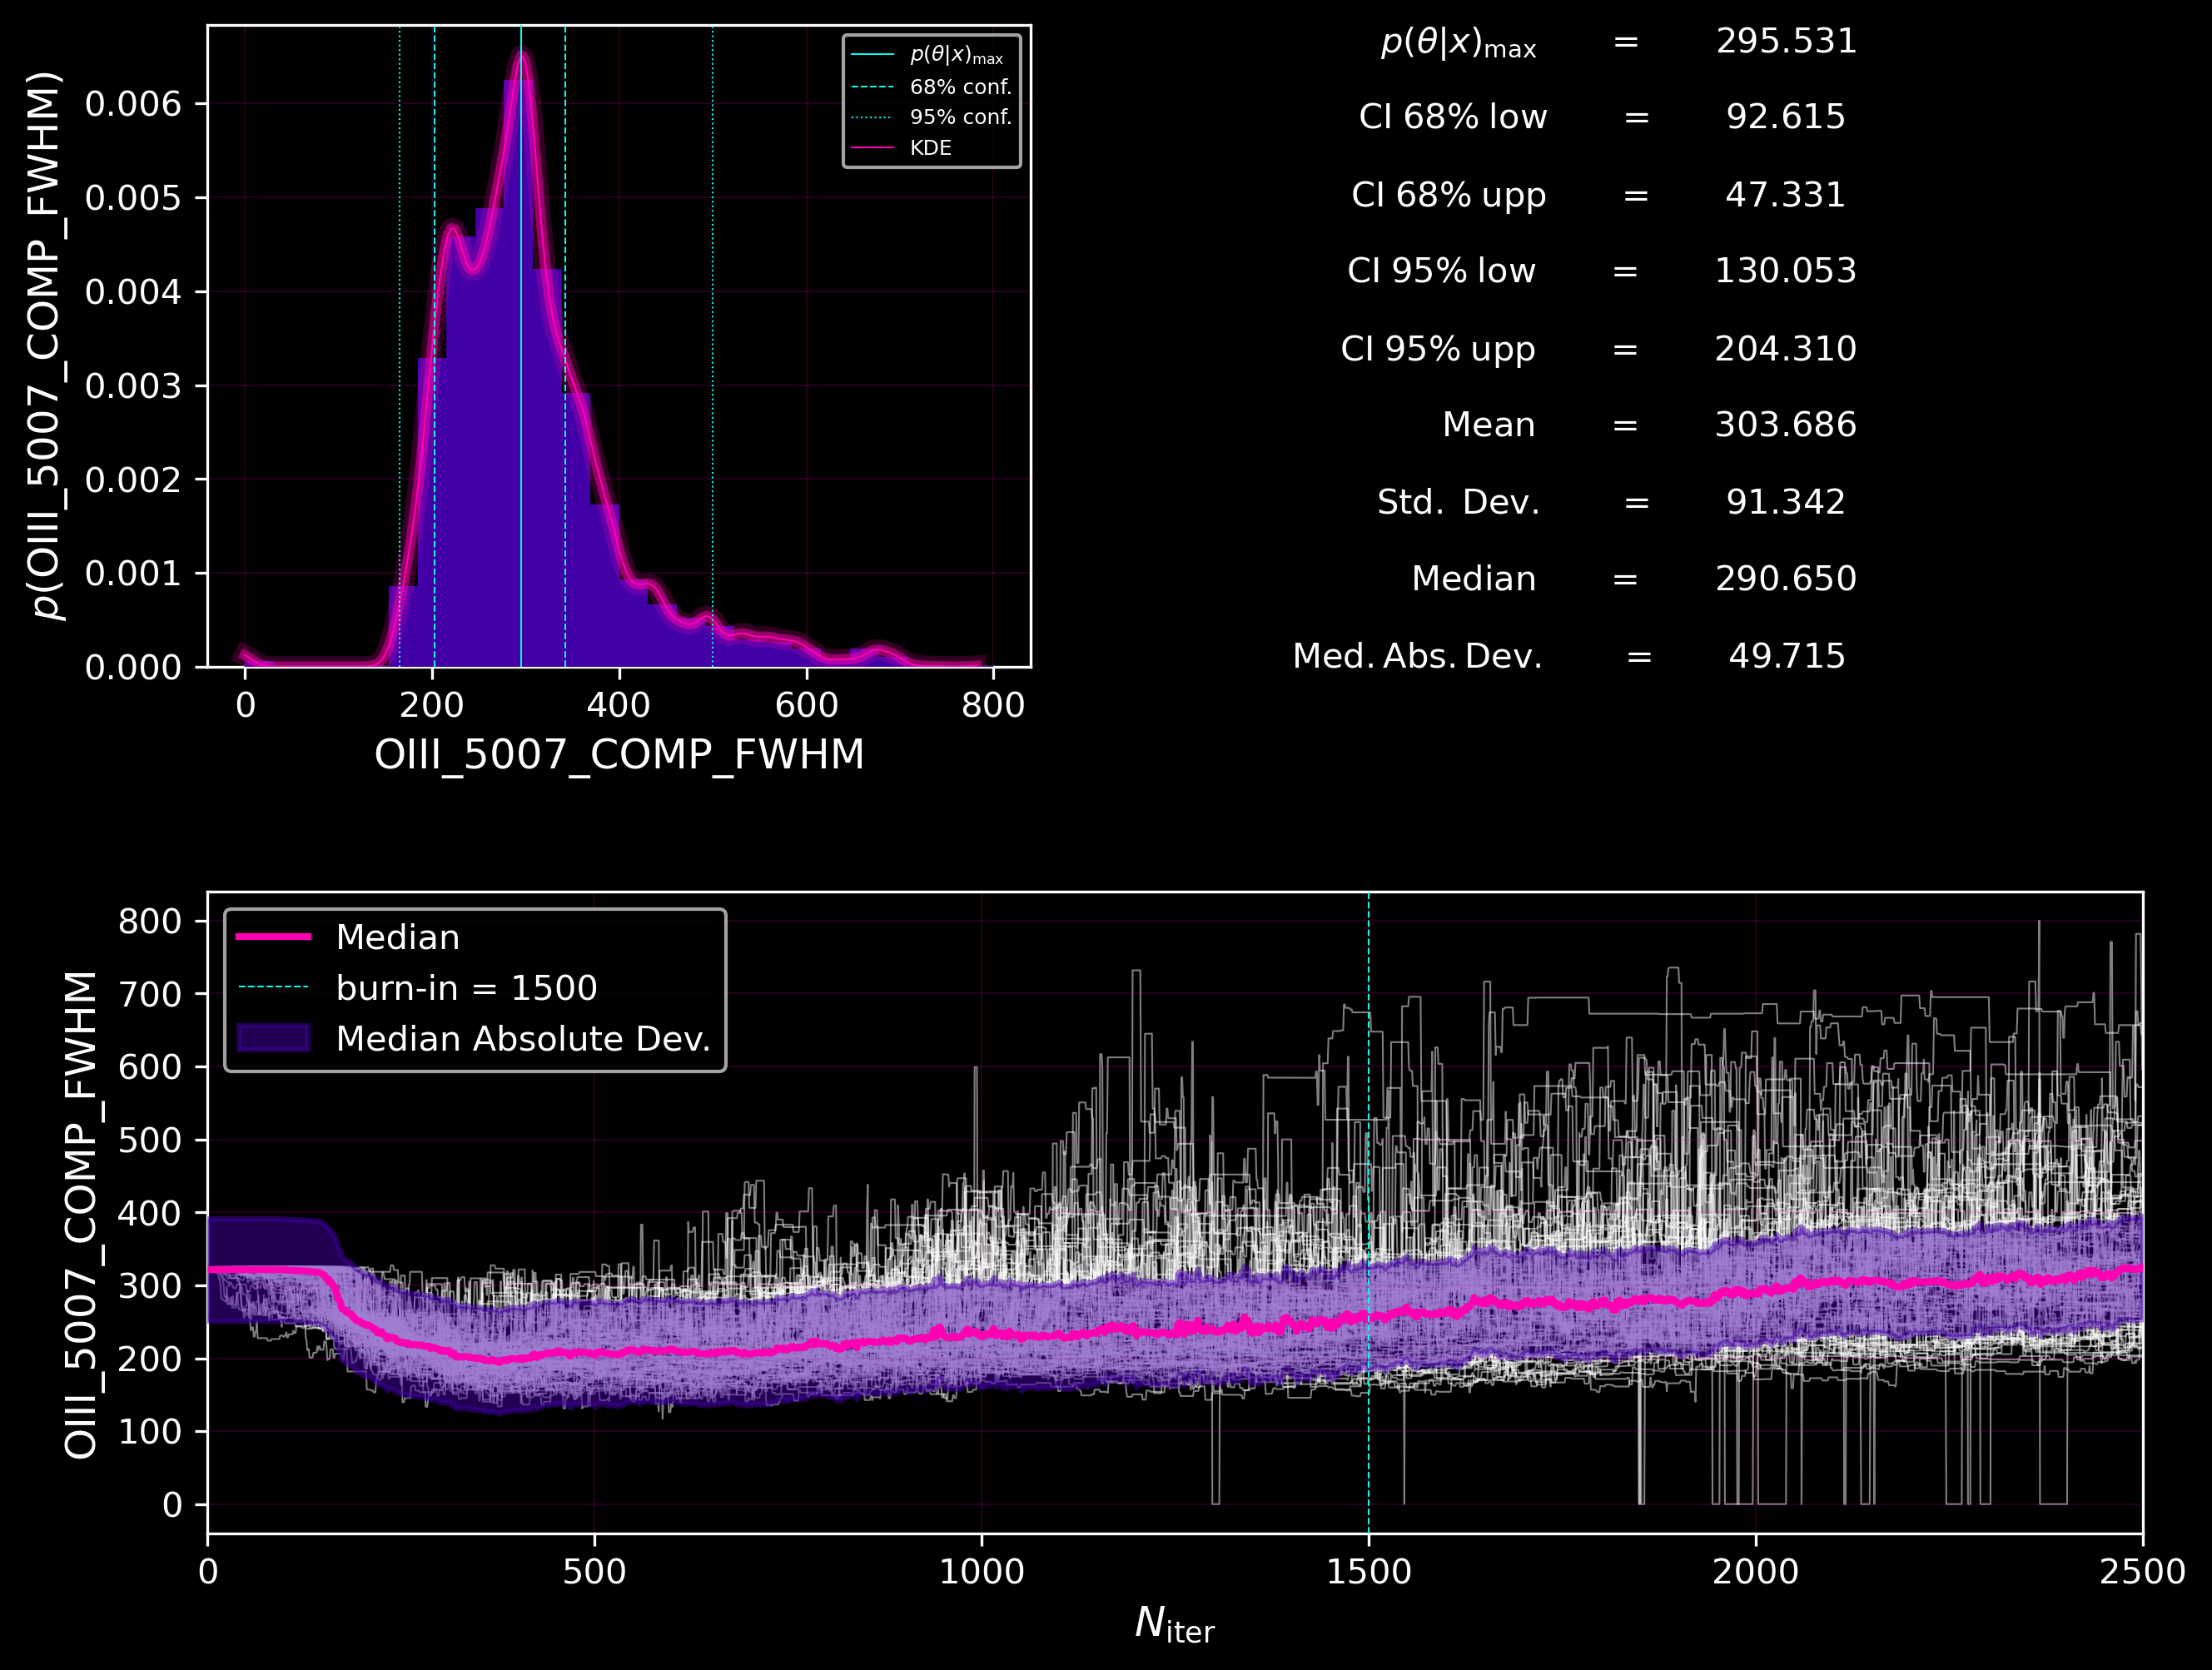 p(OIII_5007_COMP_FWHM)
0.006
0.005
0.004
0.003
0.002
0.001
0.000
0 200 400 600 800
OIII_5007_COMP_FWHM
p(θ|x)max
68% conf.
95% conf.
KDE
p(θ|x)max = 295.531
CI 68% low = 92.615
CI 68% upp = 47.331
CI 95% low = 130.053
CI 95% upp = 204.310
Mean = 303.686
Std. Dev. = 91.342
Median = 290.650
Med. Abs. Dev. = 49.715
OIII_5007_COMP_FWHM
800
700
600
500
400
300
200
100
0
Median
burn-in = 1500
Median Absolute Dev.
0 500 1000 1500 2000 2500
Niter